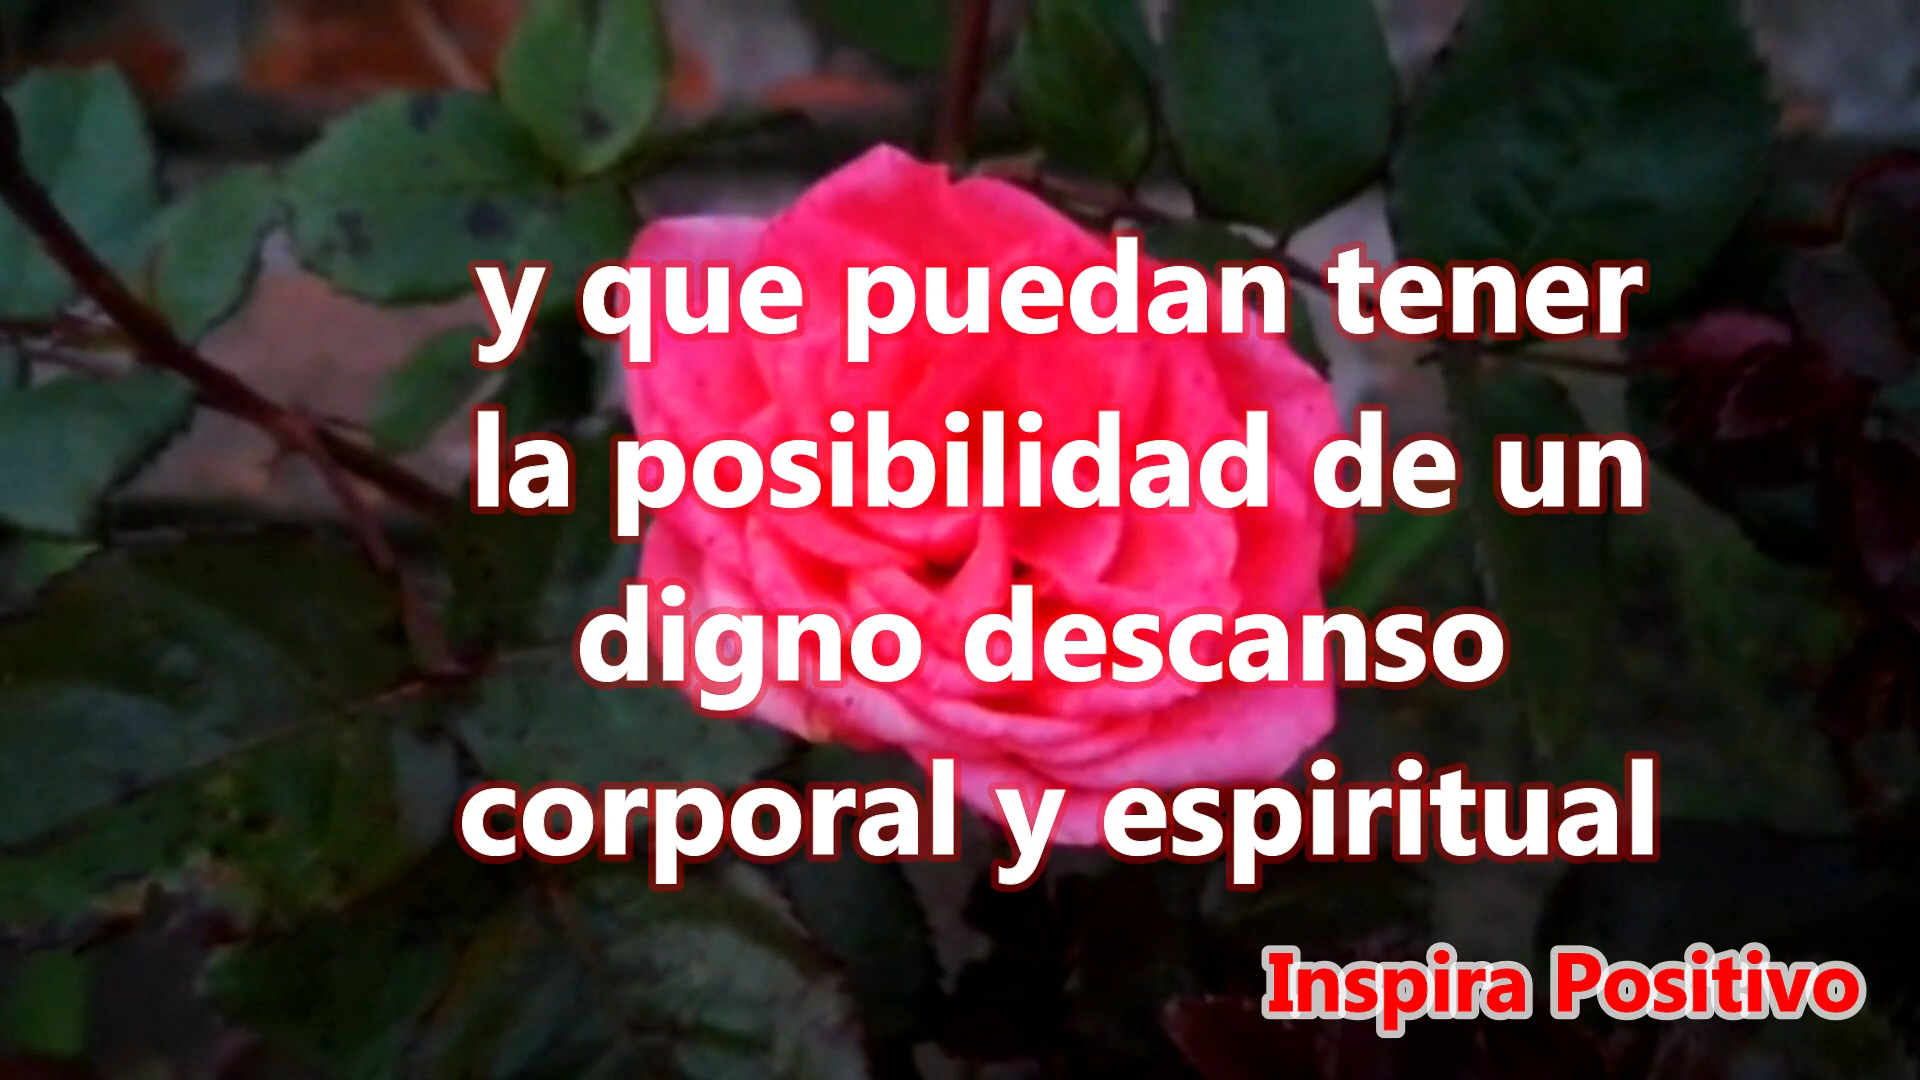 y que puedan tener
la posibilidad de un
digno descanso
corporal y espiritual
Inspira Positivo